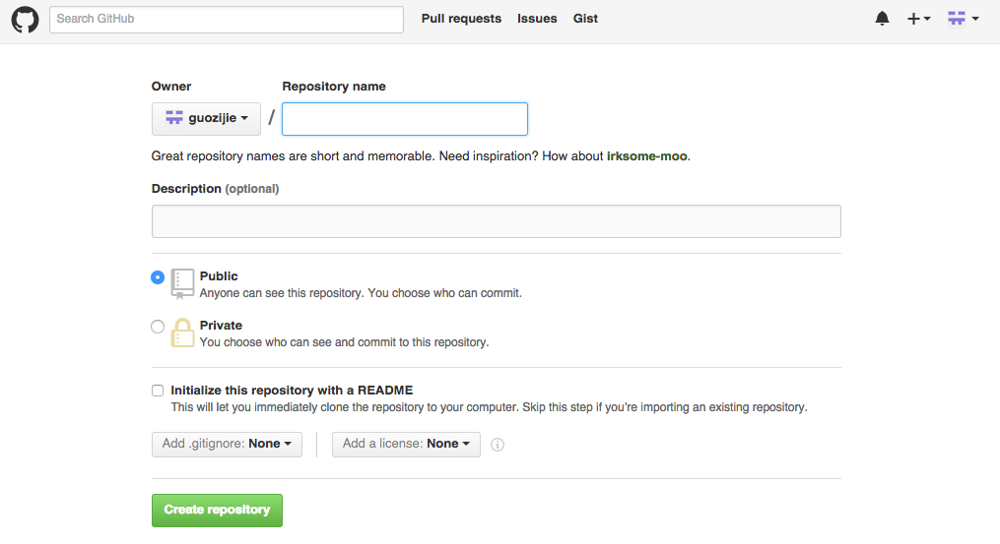 Search GitHub Pull requests Issues Gist
Owner Repository name
guozijie / 
Great repository names are short and memorable. Need inspiration? How about irksome-moo.
Description (optional)
Public
Anyone can see this repository. You choose who can commit.
Private
You choose who can see and commit to this repository.
Initialize this repository with a README
This will let you immediately clone the repository to your computer. Skip this step if you're importing an existing repository.
Add .gitignore: None Add a license: None
Create repository